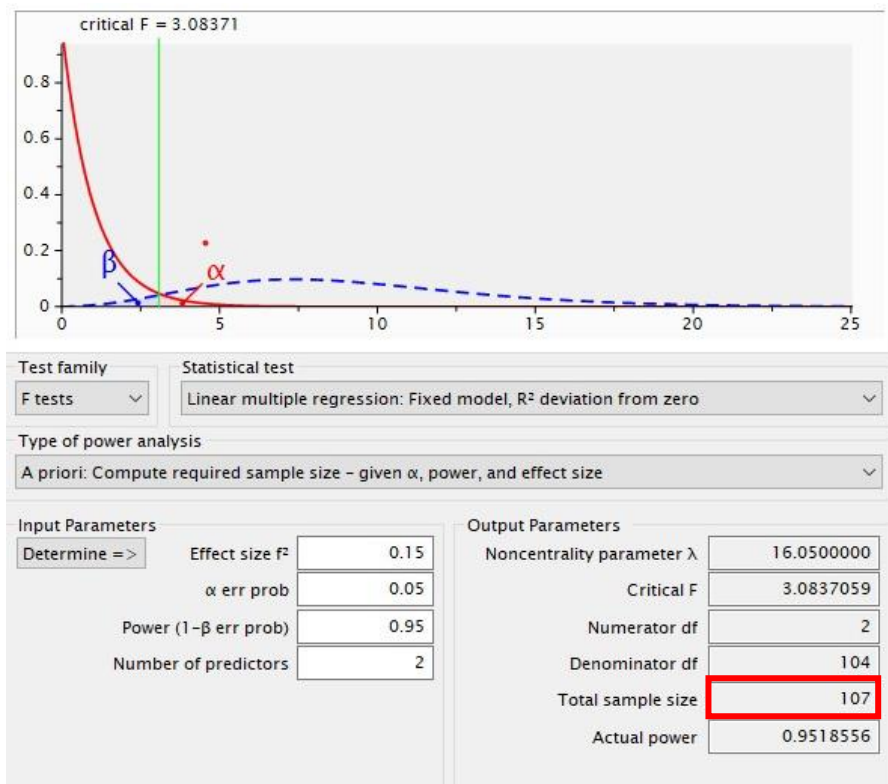 critical F = 3.08371
0.8
0.6
0.4
0.2
β α
0
0 5 10 15 20 25
Test family Statistical test
F tests Linear multiple regression: Fixed model, R² deviation from zero
Type of power analysis
A priori: Compute required sample size – given α, power, and effect size
Input Parameters Output Parameters
Determine => Effect size f² 0.15 Noncentrality parameter λ 16.0500000
α err prob 0.05 Critical F 3.0837059
Power (1-β err prob) 0.95 Numerator df 2
Number of predictors 2 Denominator df 104
Total sample size 107
Actual power 0.9518556